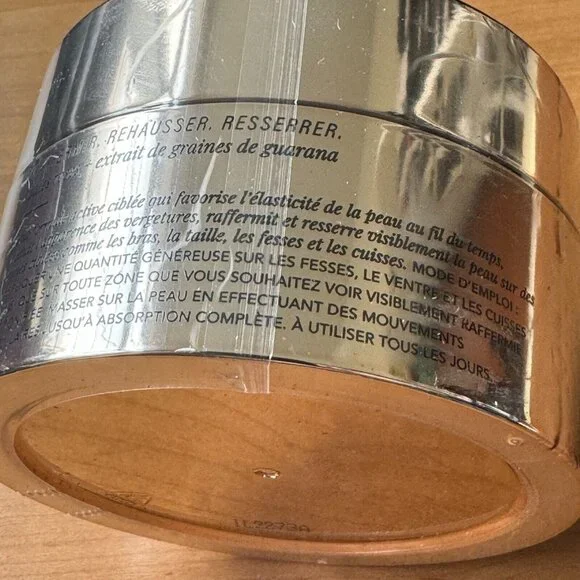 REHAUSSER, RESSERRER,
+ extrait de graines de guarana
active ciblée qui favorise l'élasticité de la peau au fil du temps,
des vergetures, raffermit et resserre visiblement la peau sur des
comme les bras, la taille, les fesses et les cuisses. MODE D'EMPLOI :
QUANTITÉ GÉNÉREUSE SUR LES FESSES, LE VENTRE ET LES CUISSES
SUR TOUTE ZONE QUE VOUS SOUHAITEZ VOIR VISIBLEMENT RAFFERMIE
MASSER SUR LA PEAU EN EFFECTUANT DES MOUVEMENTS
JUSQU'À ABSORPTION COMPLÈTE. À UTILISER TOUS LES JOURS.